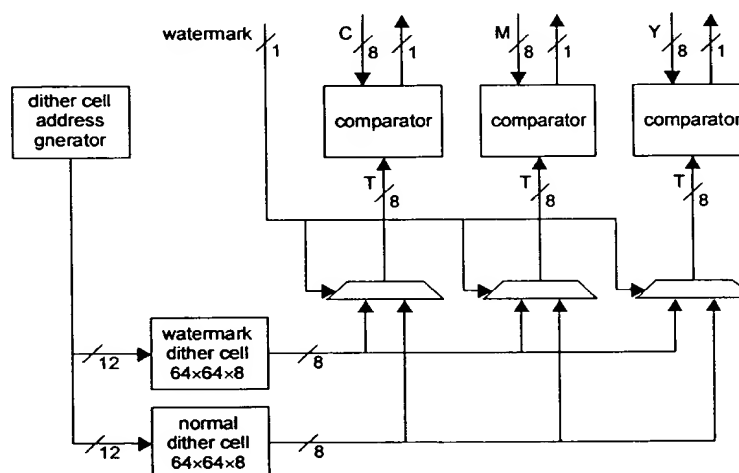 watermark
1
C
8
1
M
8
1
Y
8
1
dither cell
address
gnerator
comparator
comparator
comparator
T
8
T
8
T
8
12
watermark
dither cell
64×64×8
8
12
normal
dither cell
64×64×8
8